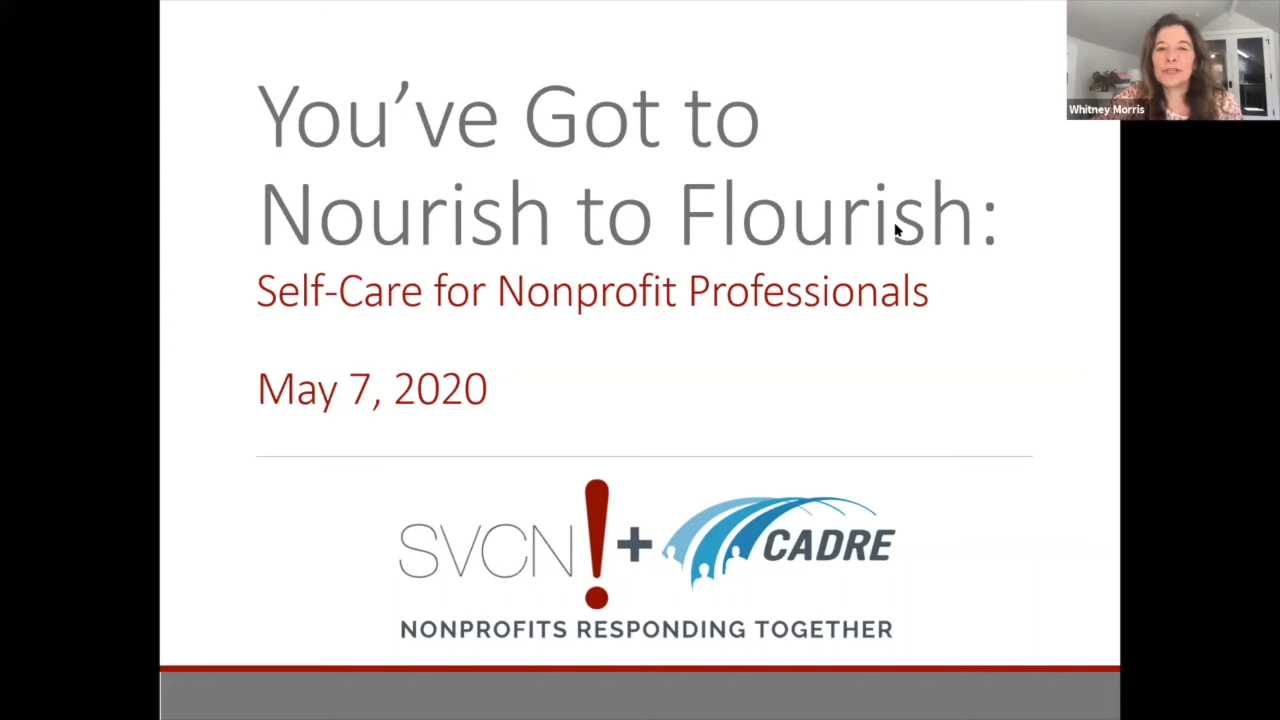 You've Got to
Nourish to Flourish:
Self-Care for Nonprofit Professionals
May 7, 2020
SVCN!+CADRE
NONPROFITS RESPONDING TOGETHER
Whitney Morris